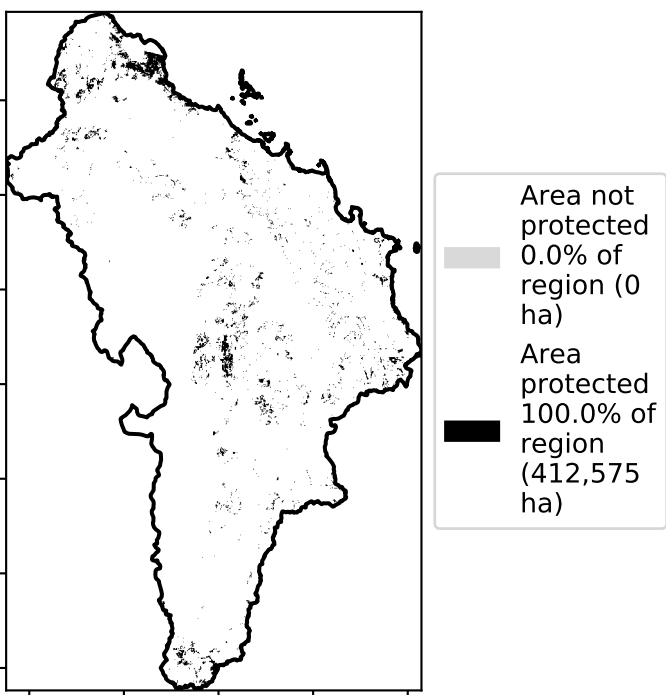 Area not
protected
0.0% of
region (0
ha)
Area
protected
100.0% of
region
(412,575
ha)